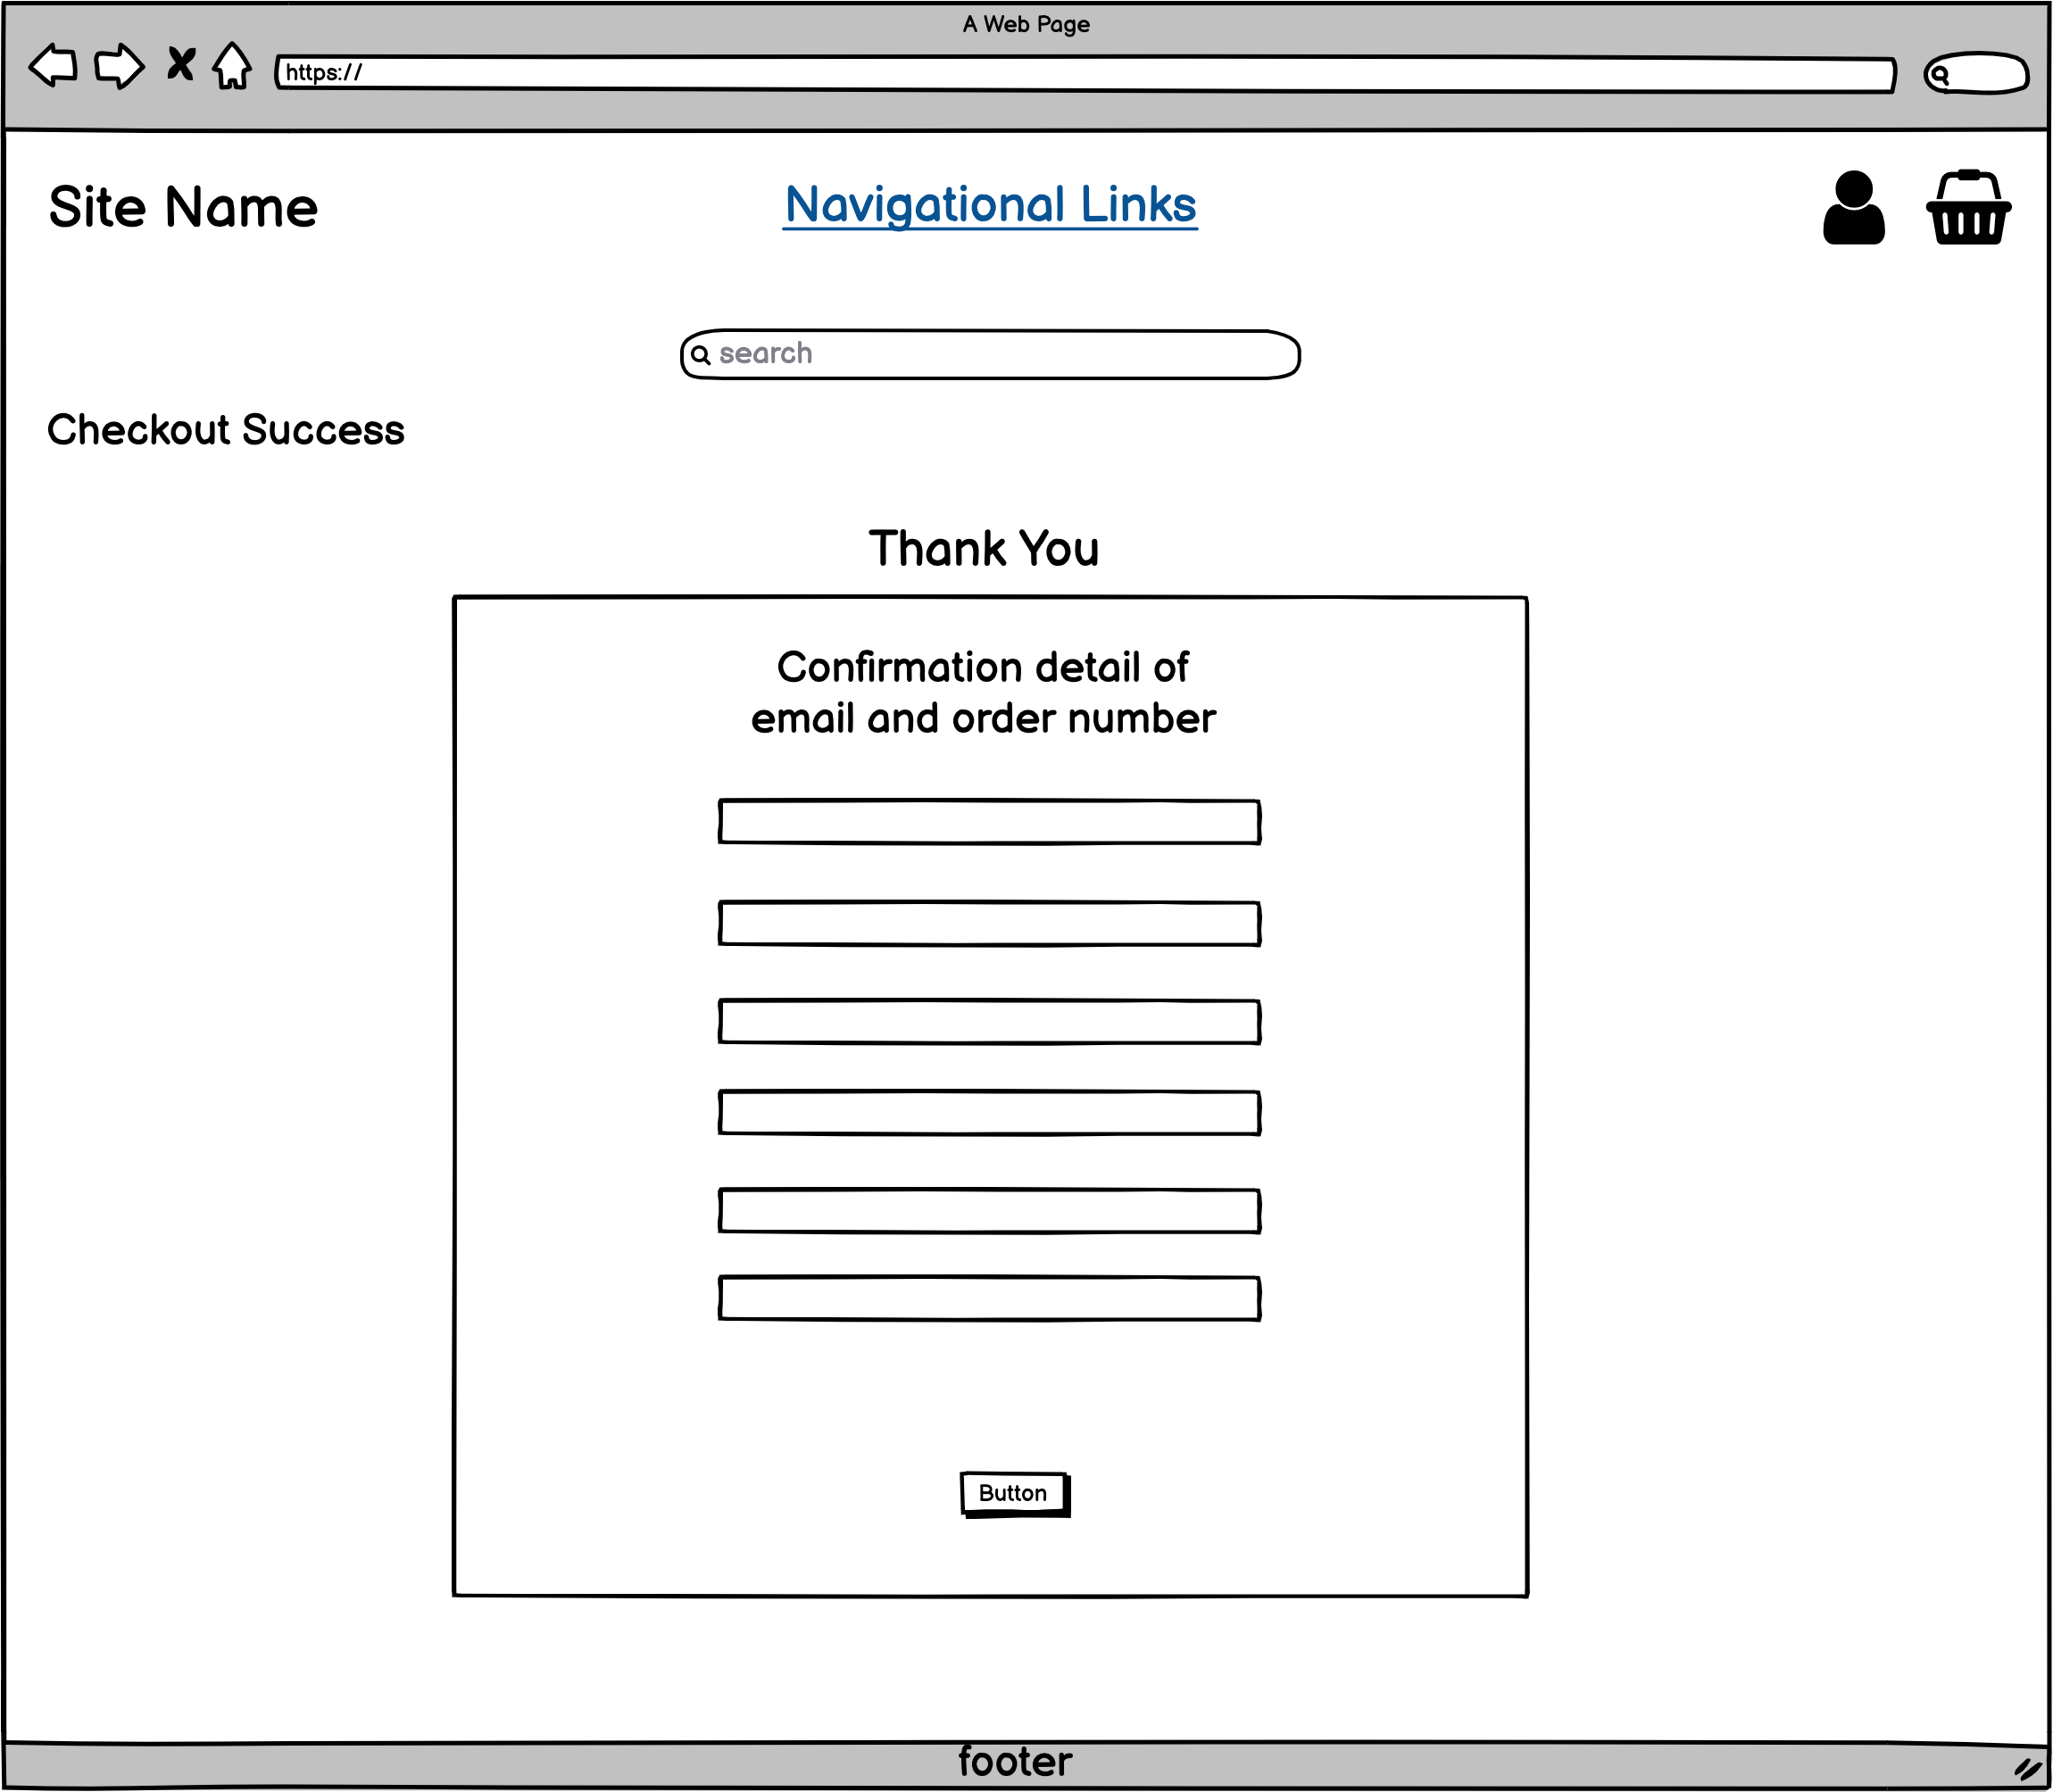 A Web Page
https://
Site Name
Navigational Links
search
Checkout Success
Thank You
Confirmation detail of
email and order number
Button
footer